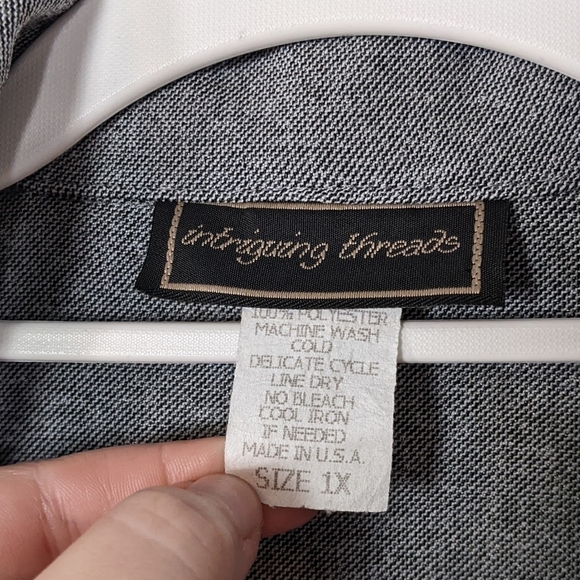 intriguing threads
100% POLYESTER
MACHINE WASH
COLD
DELICATE CYCLE
LINE DRY
NO BLEACH
COOL IRON
IF NEEDED
MADE IN U.S.A.
SIZE 1X